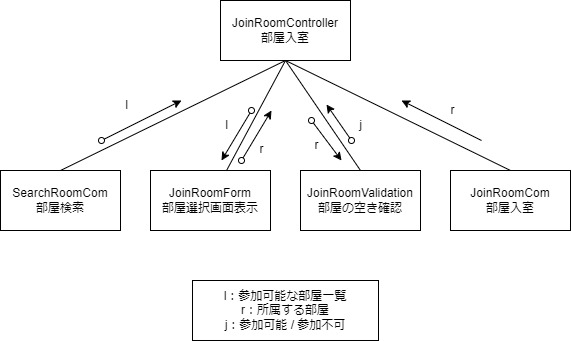 JoinRoomController
部屋入室
l
l
r
r
j
r
SearchRoomCom
部屋検索
JoinRoomForm
部屋選択画面表示
JoinRoomValidation
部屋の空き確認
JoinRoomCom
部屋入室
l：参加可能な部屋一覧
r：所属する部屋
j：参加可能 / 参加不可